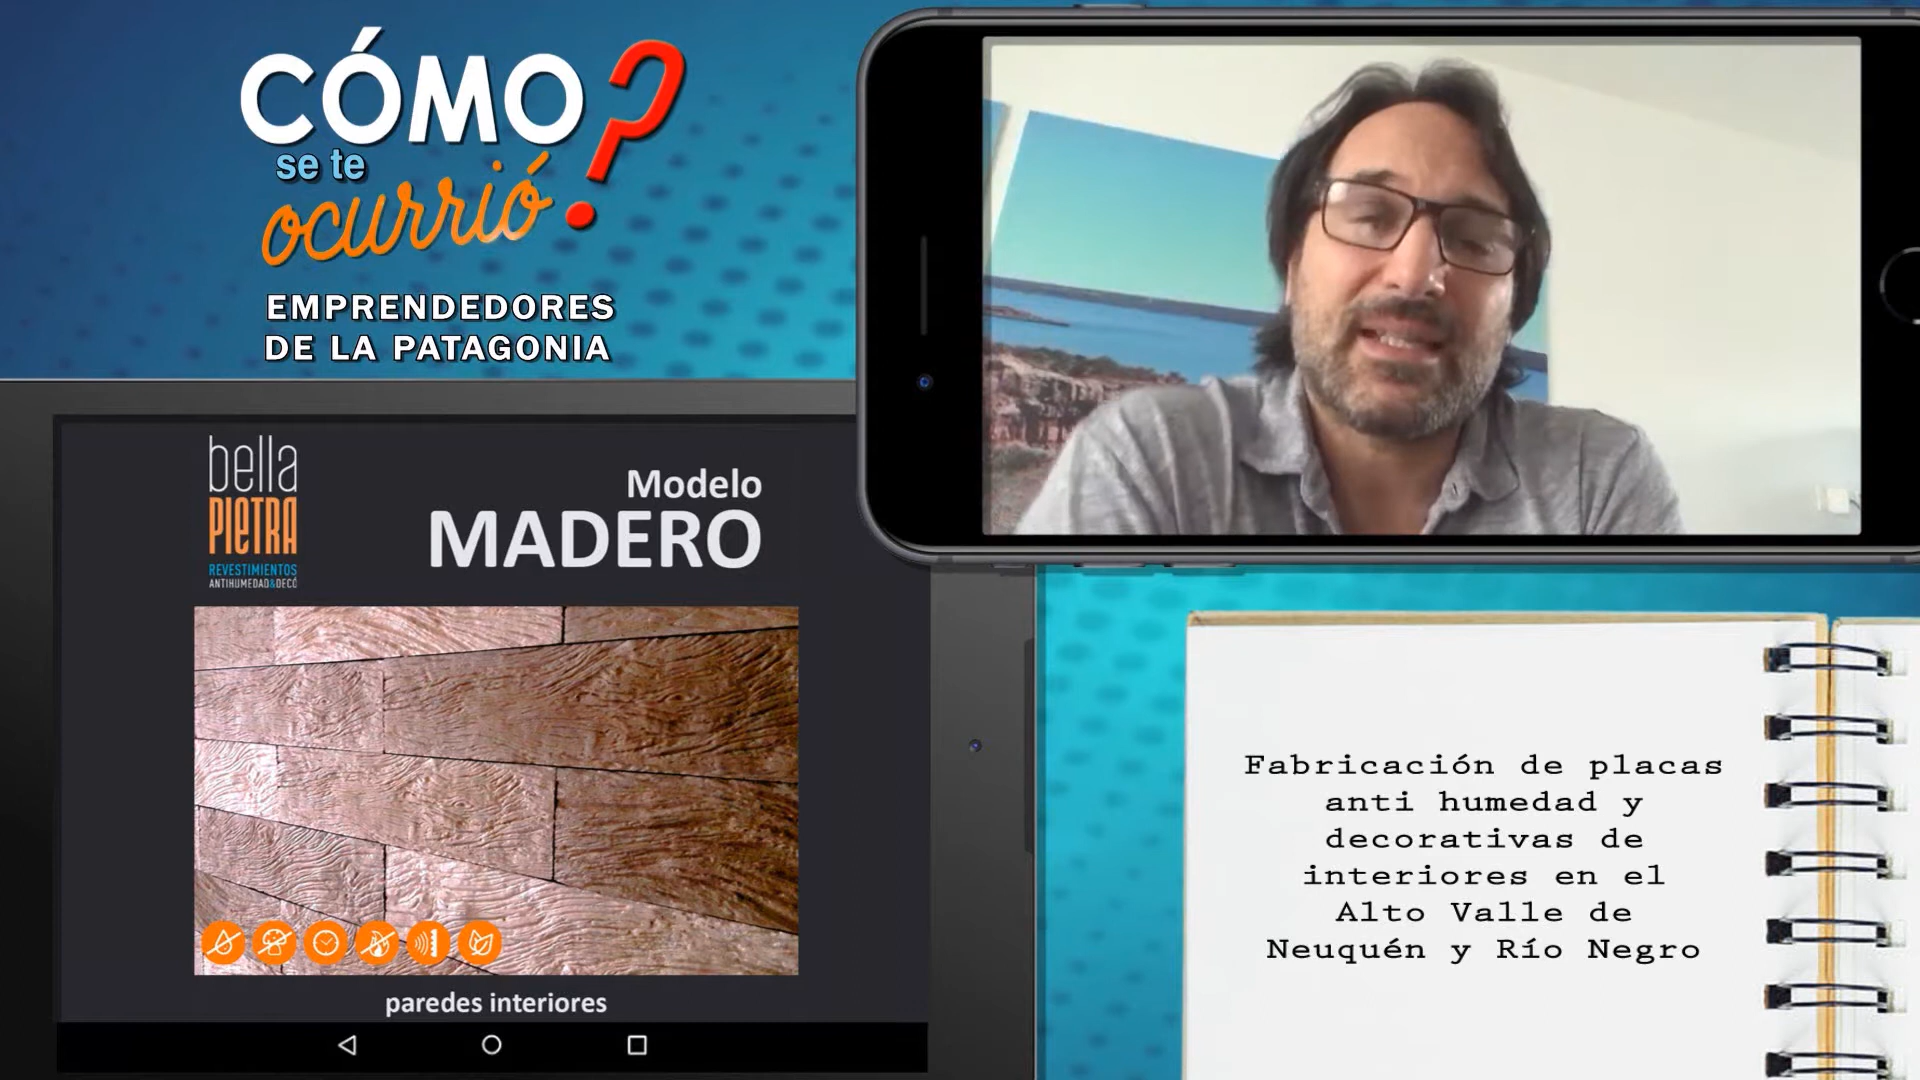 CÓMO
se te
ocurrió?
EMPRENDEDORES
DE LA PATAGONIA
bella
PIETRA
REVESTIMIENTOS
ANTIHUMEDAD&DECÓ
Modelo
MADERO
paredes interiores
Fabricación de placas
anti humedad y
decorativas de
interiores en el
Alto Valle de
Neuquén y Río Negro